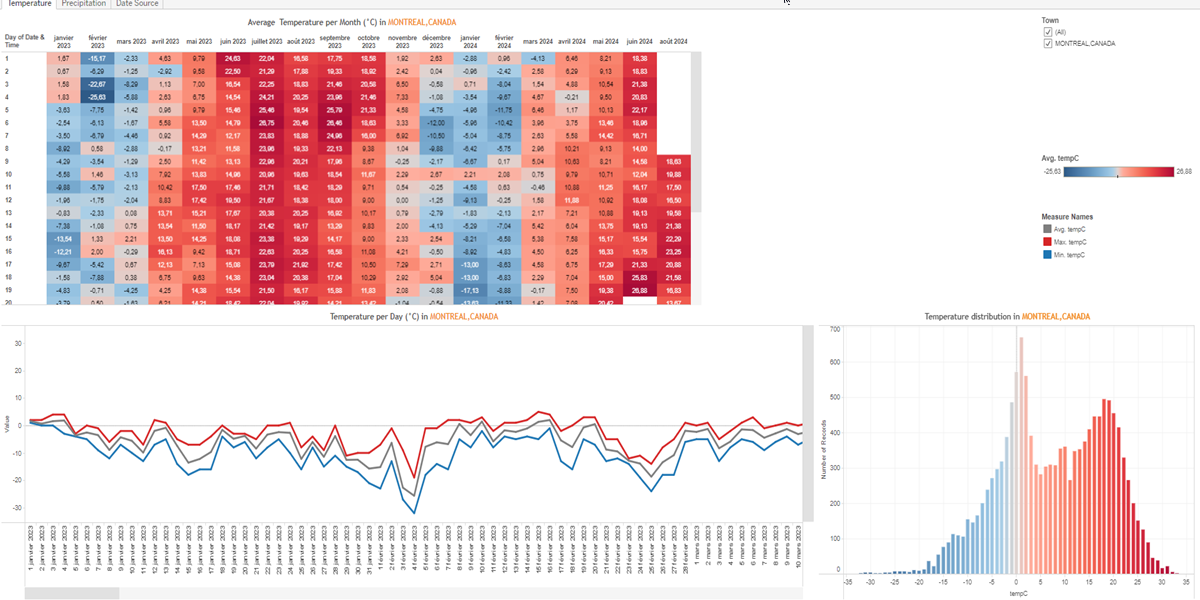 Temperature Precipitation Date Source
Average Temperature per Month (°C) in MONTREAL,CANADA
Day of Date & Time janvier 2023 février 2023 mars 2023 avril 2023 mai 2023 juin 2023 juillet 2023 août 2023 septembre 2023 octobre 2023 novembre 2023 décembre 2023 janvier 2024 février 2024 mars 2024 avril 2024 mai 2024 juin 2024 août 2024
1 1,67 -15,17 -2,33 4,63 9,79 24,63 22,04 16,58 17,75 18,58 1,92 2,63 -2,88 0,96 -4,13 6,46 8,21 18,38
2 0,67 -6,29 -1,25 -2,92 9,58 22,50 21,29 17,88 19,33 18,92 2,42 0,04 -0,96 -2,42 2,58 6,29 9,13 18,83
3 1,58 -22,67 -8,29 1,13 7,00 16,54 22,25 18,83 21,46 20,58 6,50 -0,58 0,71 -8,04 1,54 4,88 10,54 21,38
4 1,83 -25,63 -5,88 2,63 6,75 14,54 24,21 20,25 23,96 21,46 7,33 -1,08 -3,54 -9,67 4,67 -0,21 9,50 20,83
5 -3,63 -7,75 -1,42 0,96 9,79 15,46 25,46 19,54 25,79 21,33 4,58 -4,75 -4,96 -11,75 6,46 1,17 10,13 22,17
6 -2,54 -6,13 -1,67 5,58 13,50 14,79 26,75 20,46 26,46 18,63 3,33 -12,00 -5,96 -10,42 3,96 3,75 13,46 18,96
7 -3,50 -6,79 -4,46 0,92 14,29 12,17 23,83 18,88 24,96 16,00 6,92 -10,50 -5,04 -8,75 2,63 5,58 14,42 16,71
8 -8,92 0,58 -2,88 -0,17 13,21 11,58 23,96 19,33 22,13 9,38 1,04 -9,88 -6,42 -5,75 2,96 10,21 9,13 14,00
9 -4,29 -3,54 -1,29 2,50 11,42 13,13 22,96 20,21 17,96 8,67 -0,25 -2,17 -6,67 0,17 5,04 10,63 8,21 14,58 18,63
10 -5,58 1,46 -3,13 7,92 13,83 14,96 20,96 19,63 18,54 11,67 2,29 2,67 2,21 2,08 0,75 9,79 10,71 12,04 19,88
11 -9,88 -5,79 -2,13 10,42 17,50 17,46 21,71 18,42 18,29 9,71 0,54 -0,25 -4,58 0,63 -0,46 10,88 11,25 16,17 17,50
12 -1,96 -1,75 -2,04 8,83 17,42 19,50 21,67 18,38 18,00 9,00 0,00 -1,25 -9,13 -0,25 1,58 11,88 10,92 18,08 16,50
13 -0,83 -2,33 0,08 13,71 15,21 17,67 20,38 20,25 16,92 10,17 0,79 -2,79 -1,83 -2,13 2,17 7,21 10,88 19,13 19,58
14 -7,38 -1,08 0,75 13,54 11,50 18,17 21,42 19,17 13,29 9,83 2,00 -4,13 -5,29 -7,04 5,42 6,04 13,75 19,13 21,38
15 -13,54 1,33 2,21 13,50 14,25 18,08 23,38 19,29 14,17 9,00 2,33 2,54 -8,21 -6,58 5,38 7,58 15,17 15,54 22,29
16 -12,21 2,00 -0,29 16,13 9,42 18,71 22,63 20,25 16,58 11,08 4,21 -0,50 -8,92 -4,83 4,50 6,25 16,33 15,75 23,25
17 -9,67 -5,42 0,67 12,13 7,13 15,08 23,79 21,92 17,42 10,50 7,29 2,71 -13,00 -8,63 4,58 6,75 17,29 21,33 20,88
18 -1,58 -7,88 0,38 6,75 9,63 14,38 23,04 20,38 17,04 10,29 2,92 5,04 -13,00 -6,83 2,29 7,04 15,00 25,83 21,58
19 -4,83 -0,71 -4,25 4,25 14,38 15,54 21,50 16,17 15,88 11,83 2,08 -0,88 -17,13 -8,88 -0,17 7,50 19,38 26,88 16,83
20 -3,79 0,50 -1,63 6,21 14,21 18,42 22,04 19,92 14,21 13,42 -1,04 -0,54 -13,63 -11,33 1,42 7,08 20,42 13,67
Town
(All)
MONTREAL,CANADA
Avg. tempC
-25,63 26,88
Measure Names
Avg. tempC
Max. tempC
Min. tempC
Temperature per Day (°C) in MONTREAL,CANADA
Value
30
20
10
0
-10
-20
-30
1 janvier 2023 2 janvier 2023 3 janvier 2023 4 janvier 2023 5 janvier 2023 6 janvier 2023 7 janvier 2023 8 janvier 2023 9 janvier 2023 10 janvier 2023 11 janvier 2023 12 janvier 2023 13 janvier 2023 14 janvier 2023 15 janvier 2023 16 janvier 2023 17 janvier 2023 18 janvier 2023 19 janvier 2023 20 janvier 2023 21 janvier 2023 22 janvier 2023 23 janvier 2023 24 janvier 2023 25 janvier 2023 26 janvier 2023 27 janvier 2023 28 janvier 2023 29 janvier 2023 30 janvier 2023 31 janvier 2023 1 février 2023 2 février 2023 3 février 2023 4 février 2023 5 février 2023 6 février 2023 7 février 2023 8 février 2023 9 février 2023 10 février 2023 11 février 2023 12 février 2023 13 février 2023 14 février 2023 15 février 2023 16 février 2023 17 février 2023 18 février 2023 19 février 2023 20 février 2023 21 février 2023 22 février 2023 23 février 2023 24 février 2023 25 février 2023 26 février 2023 27 février 2023 28 février 2023 1 mars 2023 2 mars 2023 3 mars 2023 4 mars 2023 5 mars 2023 6 mars 2023 7 mars 2023 8 mars 2023 9 mars 2023 10 mars 2023
Temperature distribution in MONTREAL,CANADA
Number of Records
700
600
500
400
300
200
100
0
-35 -30 -25 -20 -15 -10 -5 0 5 10 15 20 25 30 35
tempC